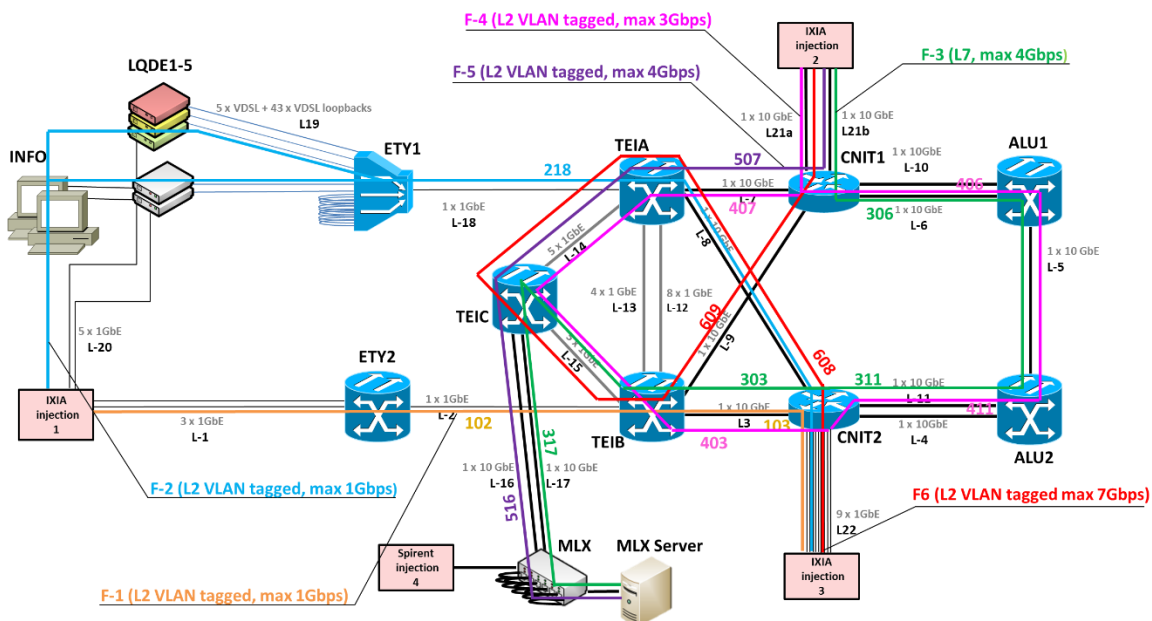 F-4 (L2 VLAN tagged, max 3Gbps)
F-5 (L2 VLAN tagged, max 4Gbps)
IXIA
injection
2
F-3 (L7, max 4Gbps)
LQDE1-5
5 x VDSL + 43 x VDSL loopbacks
L19
1 x 10 GbE
L21a
1 x 10 GbE
L21b
INFO
ETY1
TEIA
507
CNIT1
1 x 10GbE
L-10
ALU1
218
1 x 10 GbE
L-7
407
406
306
1 x 10 GbE
L-6
1 x 1GbE
L-18
1 x 10 GbE
L-8
5 x 1GbE
L-14
1 x 10 GbE
L-5
4 x 1 GbE
L-13
8 x 1 GbE
L-12
TEIC
609
1 x 10 GbE
L-9
5 x 1GbE
L-20
5 x 1GbE
L-15
ETY2
TEIB
608
303
311
1 x 10 GbE
L-11
IXIA
injection
1
3 x 1GbE
L-1
1 x 1GbE
L-2
102
1 x 10 GbE
L3
103
403
411
CNIT2
1 x 10GbE
L-4
ALU2
317
F-2 (L2 VLAN tagged, max 1Gbps)
1 x 10 GbE
L-16
1 x 10 GbE
L-17
516
F6 (L2 VLAN tagged max 7Gbps)
9 x 1GbE
L22
Spirent
injection
4
MLX
MLX Server
IXIA
injection
3
F-1 (L2 VLAN tagged, max 1Gbps)